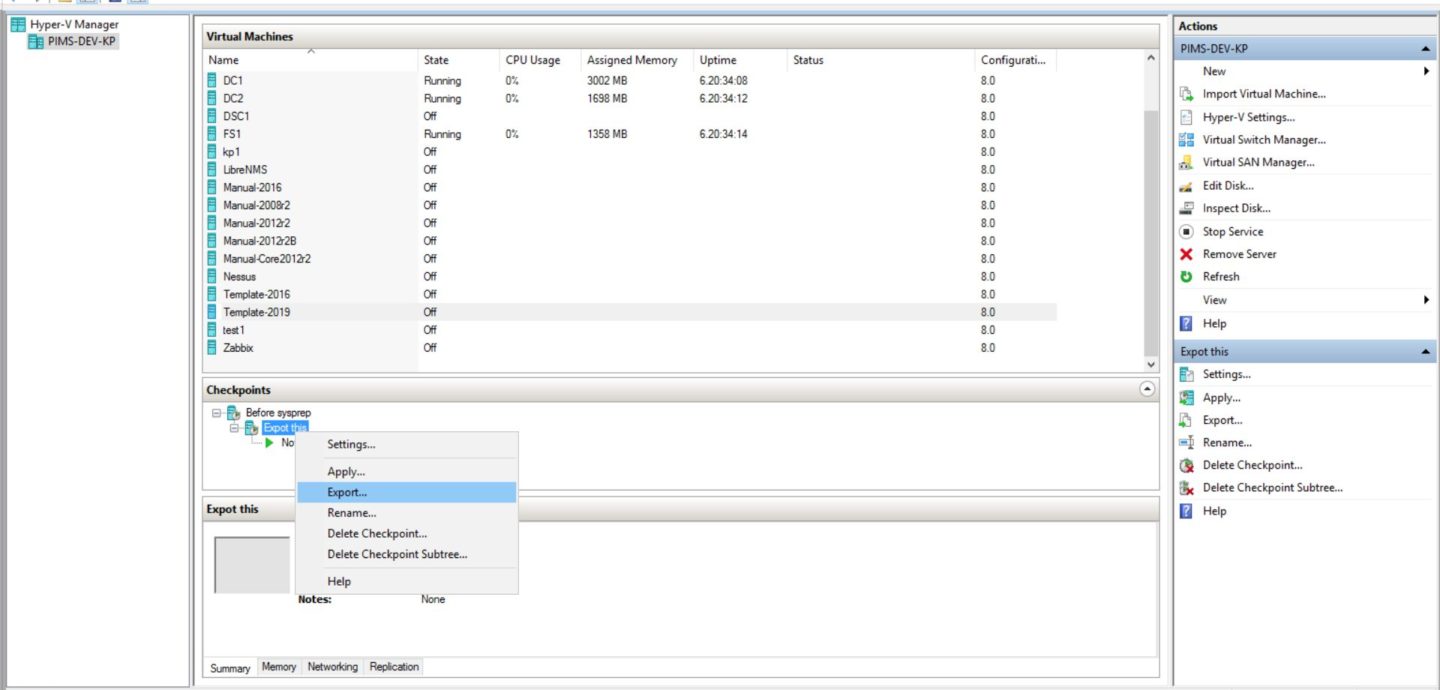 Hyper-V Manager
PIMS-DEV-KP
Virtual Machines
Name State CPU Usage Assigned Memory Uptime Status Configurati...
DC1 Running 0% 3002 MB 6.20:34:08 8.0
DC2 Running 0% 1698 MB 6.20:34:12 8.0
DSC1 Off 8.0
FS1 Running 0% 1358 MB 6.20:34:14 8.0
kp1 Off 8.0
LibreNMS Off 8.0
Manual-2016 Off 8.0
Manual-2008r2 Off 8.0
Manual-2012r2 Off 8.0
Manual-2012r2B Off 8.0
Manual-Core2012r2 Off 8.0
Nessus Off 8.0
Template-2016 Off 8.0
Template-2019 Off 8.0
test1 Off 8.0
Zabbix Off 8.0
Checkpoints
Before sysprep
Expot this
No
Settings...
Apply...
Export...
Rename...
Delete Checkpoint...
Delete Checkpoint Subtree...
Help
Expot this
Notes: None
Summary Memory Networking Replication
Actions
PIMS-DEV-KP
New
Import Virtual Machine...
Hyper-V Settings...
Virtual Switch Manager...
Virtual SAN Manager...
Edit Disk...
Inspect Disk...
Stop Service
Remove Server
Refresh
View
Help
Expot this
Settings...
Apply...
Export...
Rename...
Delete Checkpoint...
Delete Checkpoint Subtree...
Help